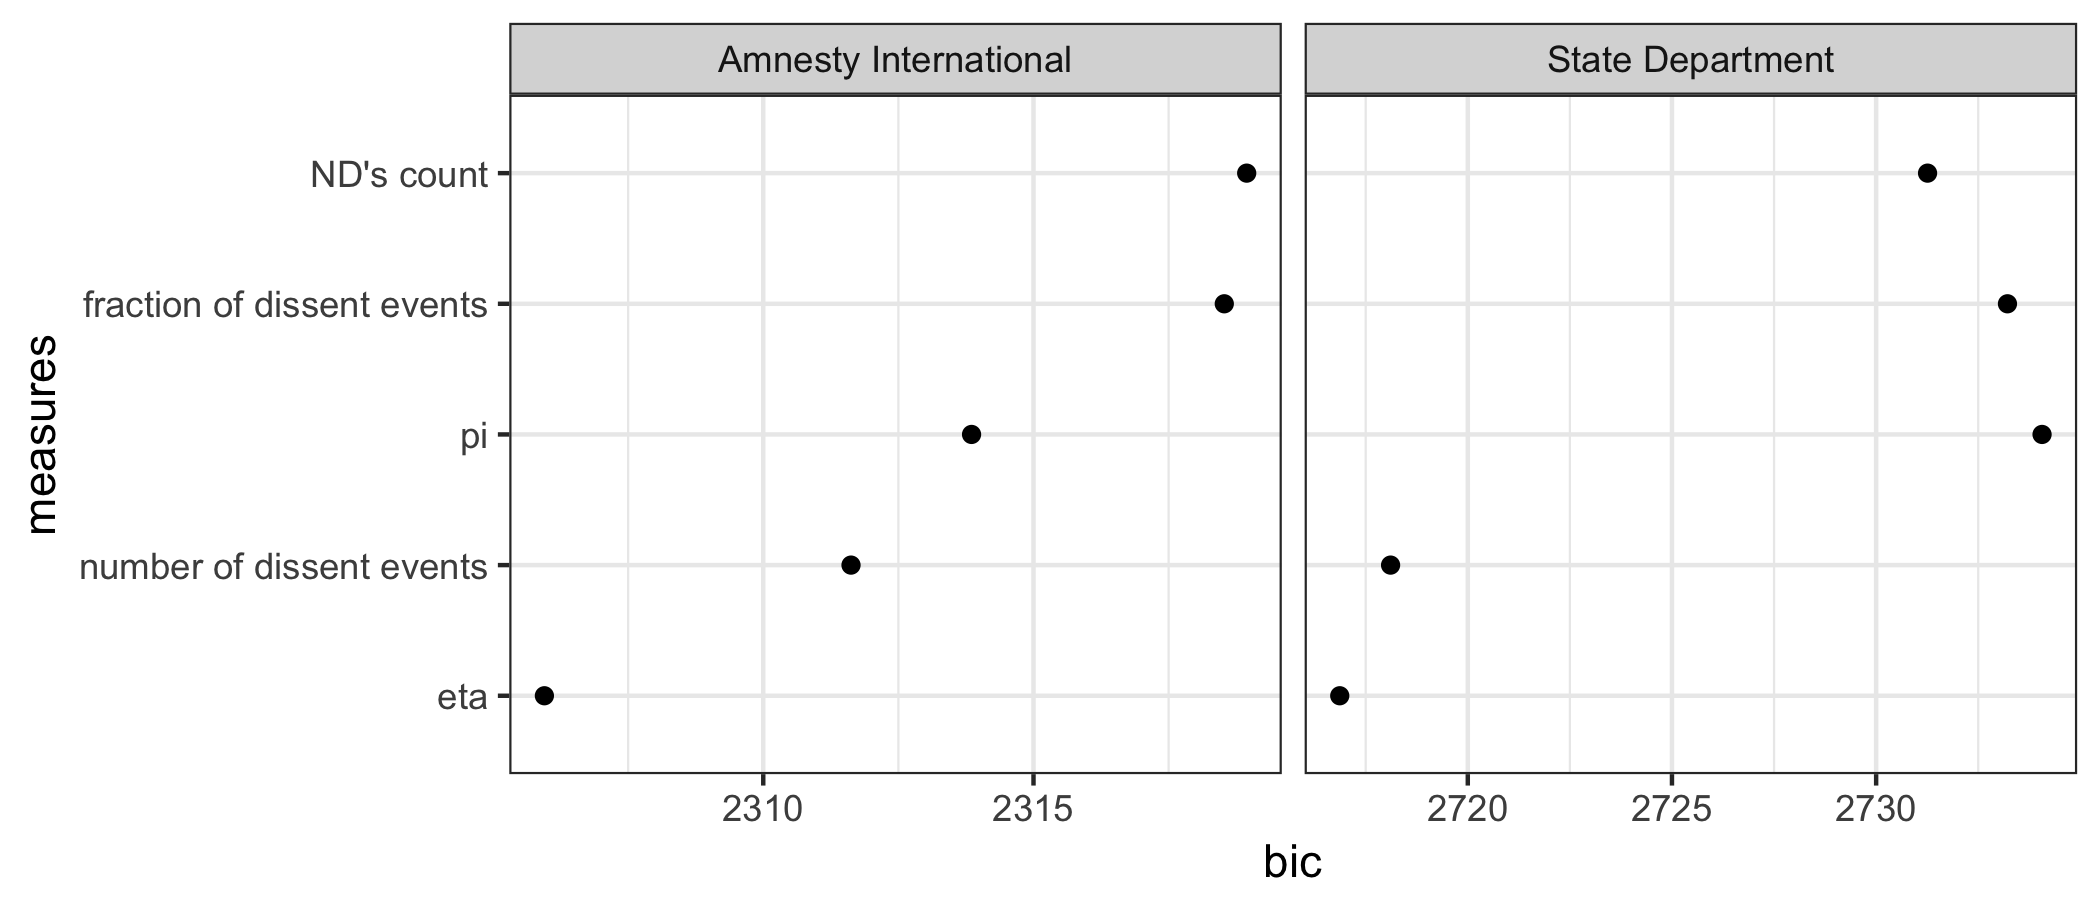 Amnesty International
State Department
ND's count
fraction of dissent events
pi
number of dissent events
eta
measures
2310
2315
2720
2725
2730
bic